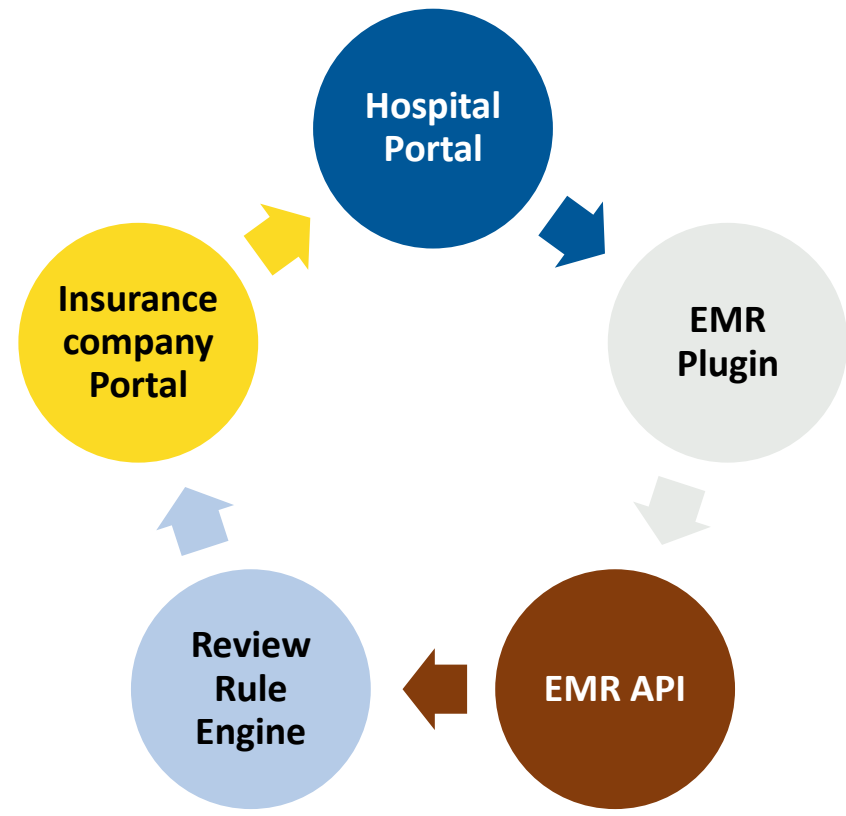 Hospital
Portal
EMR
Plugin
EMR API
Review
Rule
Engine
Insurance
company
Portal